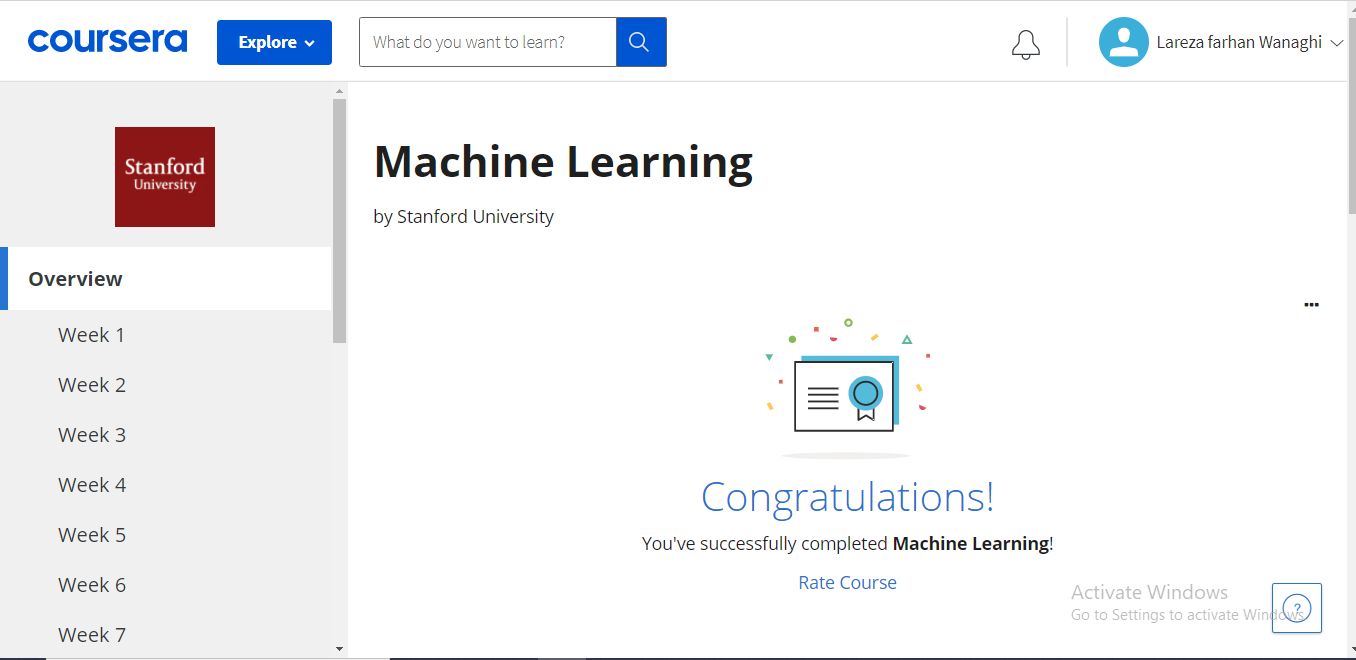 coursera
Explore
What do you want to learn?
Lareza farhan Wanaghi
Stanford
University
Overview
Week 1
Week 2
Week 3
Week 4
Week 5
Week 6
Week 7
Machine Learning
by Stanford University
Congratulations!
You've successfully completed Machine Learning!
Rate Course
Activate Windows
Go to Settings to activate Windows.
?